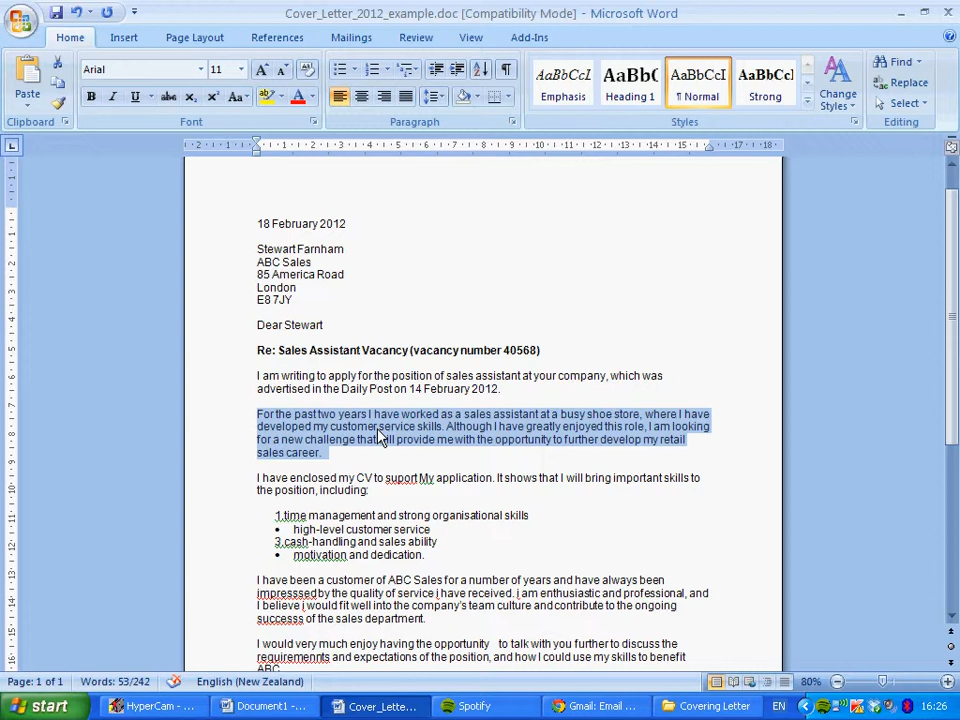 Cover_Letter_2012_example.doc [Compatibility Mode] - Microsoft Word
Home Insert Page Layout References Mailings Review View Add-Ins
Paste
Arial 11
AaBbCcI AaBbC AaBbCcI AaBbCc
Emphasis Heading 1 ¶ Normal Strong
Change Styles
Find
Replace
Select
Clipboard Font Paragraph Styles Editing
18 February 2012
Stewart Farnham
ABC Sales
85 America Road
London
E8 7JY
Dear Stewart
Re: Sales Assistant Vacancy (vacancy number 40568)
I am writing to apply for the position of sales assistant at your company, which was
advertised in the Daily Post on 14 February 2012.
For the past two years I have worked as a sales assistant at a busy shoe store, where I have
developed my customer service skills. Although I have greatly enjoyed this role, I am looking
for a new challenge that will provide me with the opportunity to further develop my retail
sales career.
I have enclosed my CV to suport My application. It shows that I will bring important skills to
the position, including:
1.time management and strong organisational skills
• high-level customer service
3.cash-handling and sales ability
• motivation and dedication.
I have been a customer of ABC Sales for a number of years and have always been
impresssed by the quality of service i have received. i am enthusiastic and professional, and
I believe i would fit well into the company's team culture and contribute to the ongoing
successs of the sales department.
I would very much enjoy having the opportunity to talk with you further to discuss the
requiremennts and expectations of the position, and how I could use my skills to benefit
ABC
Page: 1 of 1 Words: 53/242 English (New Zealand) 80%
start HyperCam - ... Document1 -... Cover_Lette... Spotify Gmail: Email ... Covering Letter EN 16:26